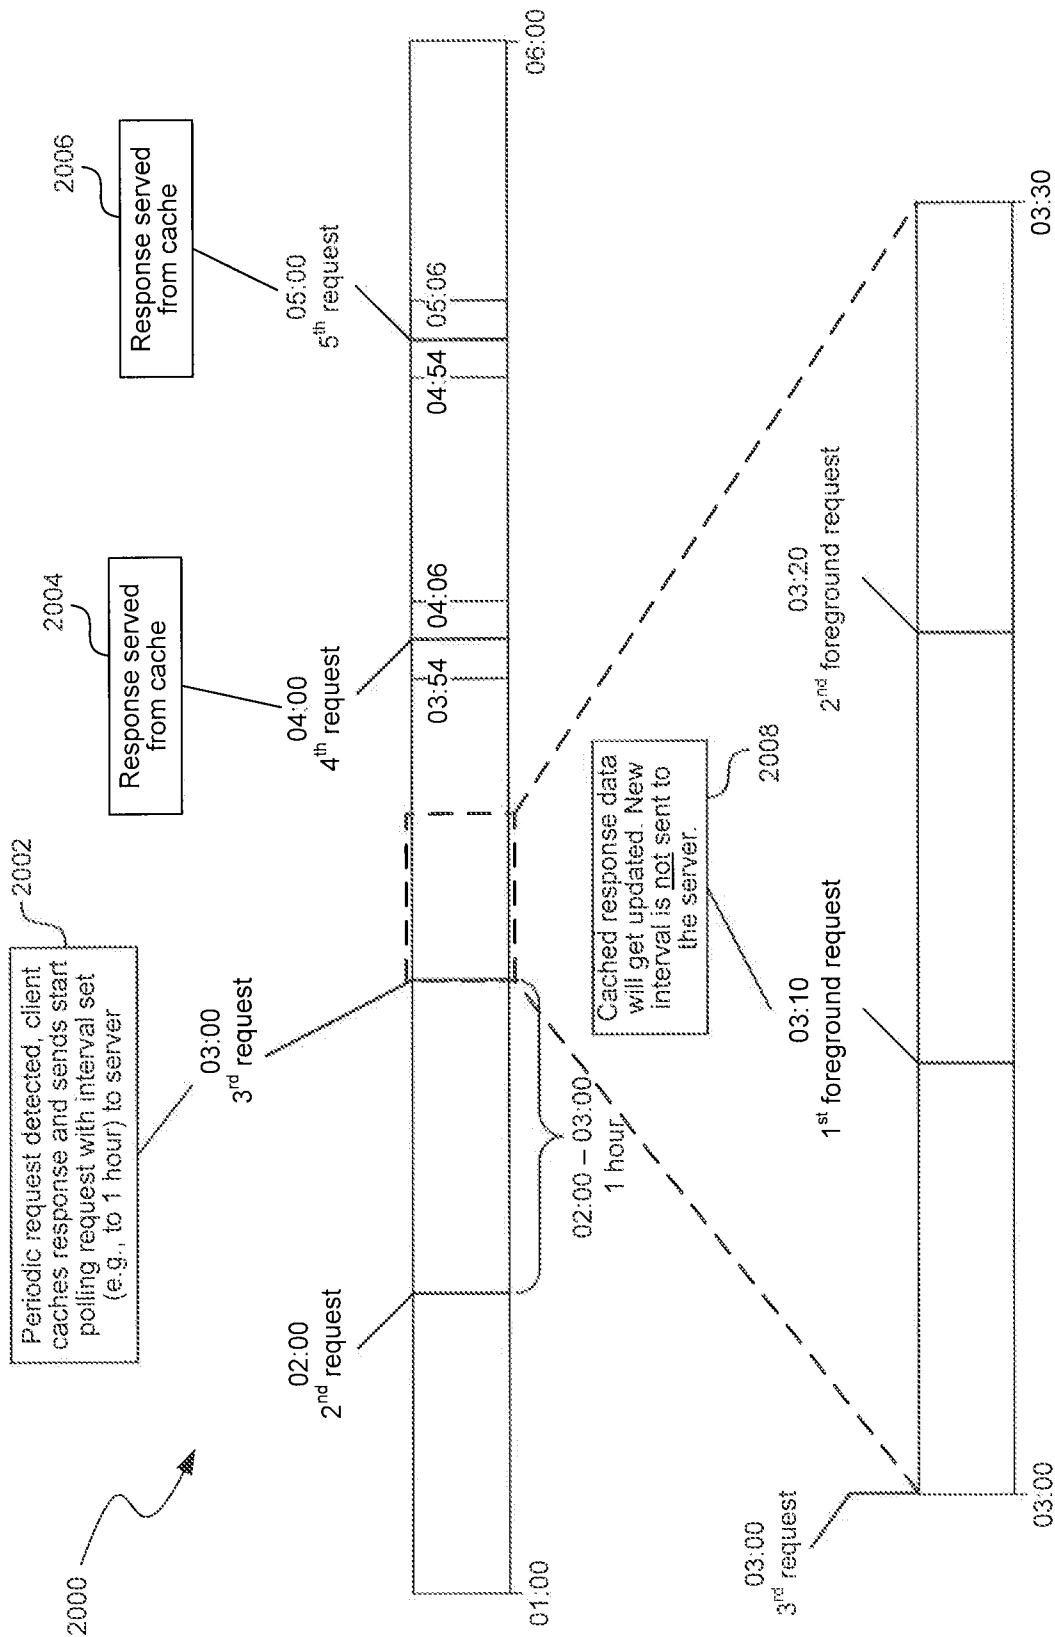 2000
2002
Periodic request detected, client
caches response and sends start
polling request with interval set
(e.g., to 1 hour) to server
2004
Response served
from cache
2006
Response served
from cache
02:00
2nd request
03:00
3rd request
04:00
4th request
05:00
5th request
03:54
04:06
04:54
05:06
01:00
06:00
02:00 – 03:00
1 hour
Cached response data
will get updated. New
interval is not sent to
the server.
2008
03:00
3rd request
03:10
1st foreground request
03:20
2nd foreground request
03:00
03:30